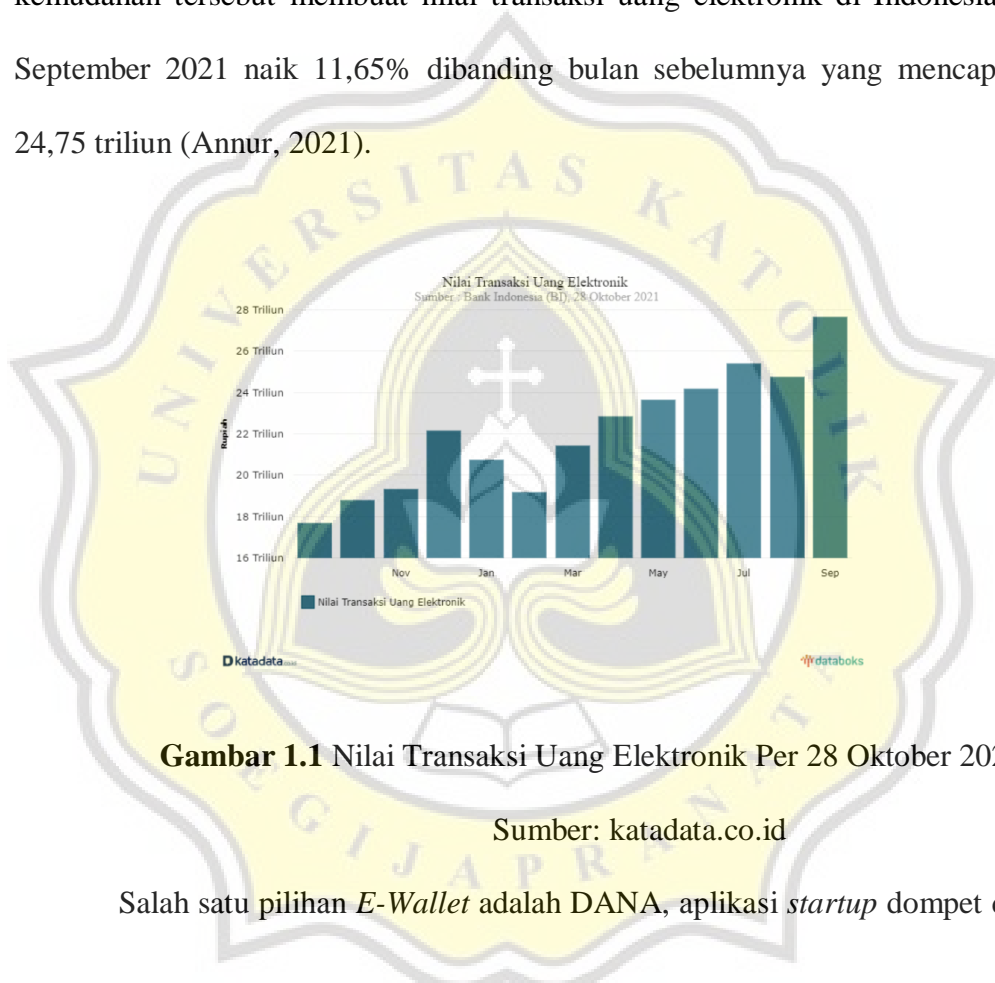 kemudahan tersebut membuat nilai transaksi uang elektronik di Indonesia
September 2021 naik 11,65% dibanding bulan sebelumnya yang mencap
24,75 triliun (Annur, 2021).
UNIVERSITAS KATOLIK
Nilai Transaksi Uang Elektronik
Sumber : Bank Indonesia (BI), 28 Oktober 2021
28 Triliun
26 Triliun
24 Triliun
22 Triliun
20 Triliun
18 Triliun
16 Triliun
Rupiah
Nov Jan Mar May Jul Sep
Nilai Transaksi Uang Elektronik
katadata
databoks
SOEGIJAPRANATA
Gambar 1.1 Nilai Transaksi Uang Elektronik Per 28 Oktober 20
Sumber: katadata.co.id
Salah satu pilihan E-Wallet adalah DANA, aplikasi startup dompet